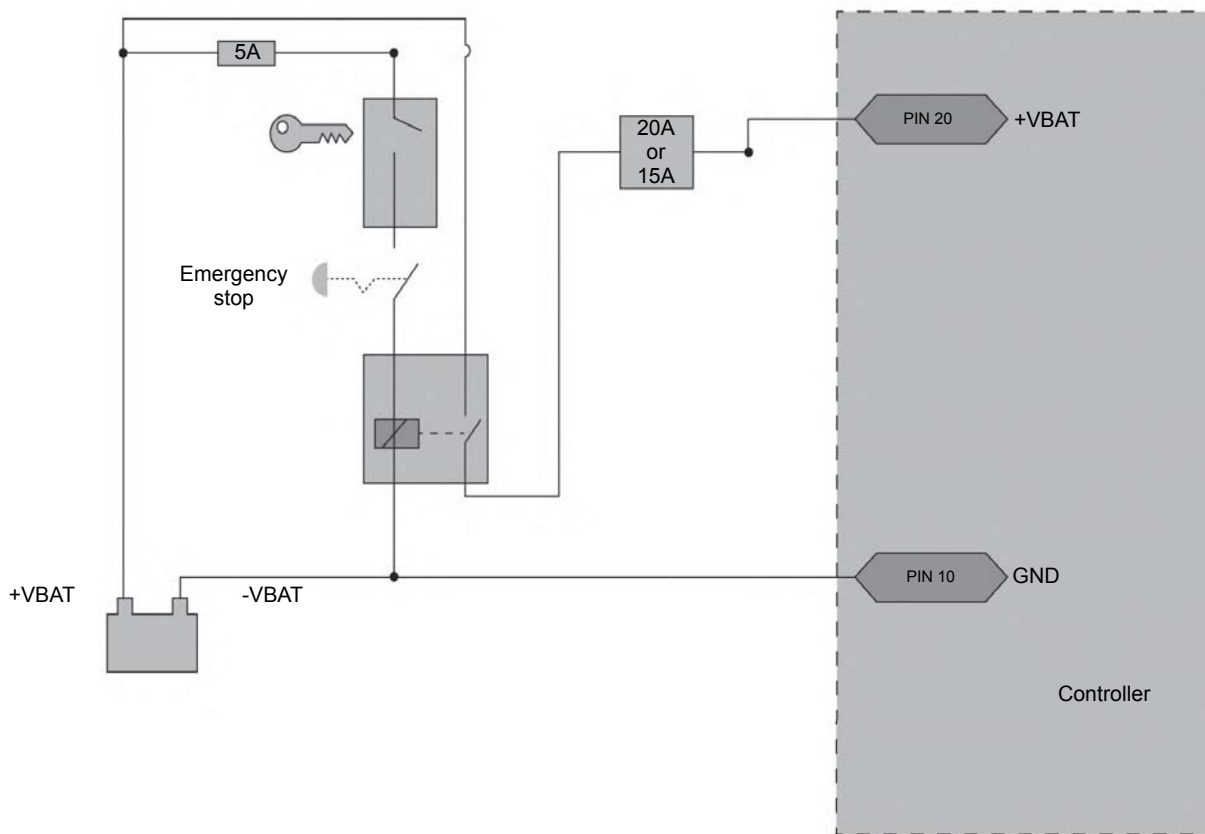 5A
20A
or
15A
PIN 20
+VBAT
Emergency
stop
+VBAT
-VBAT
PIN 10
GND
Controller